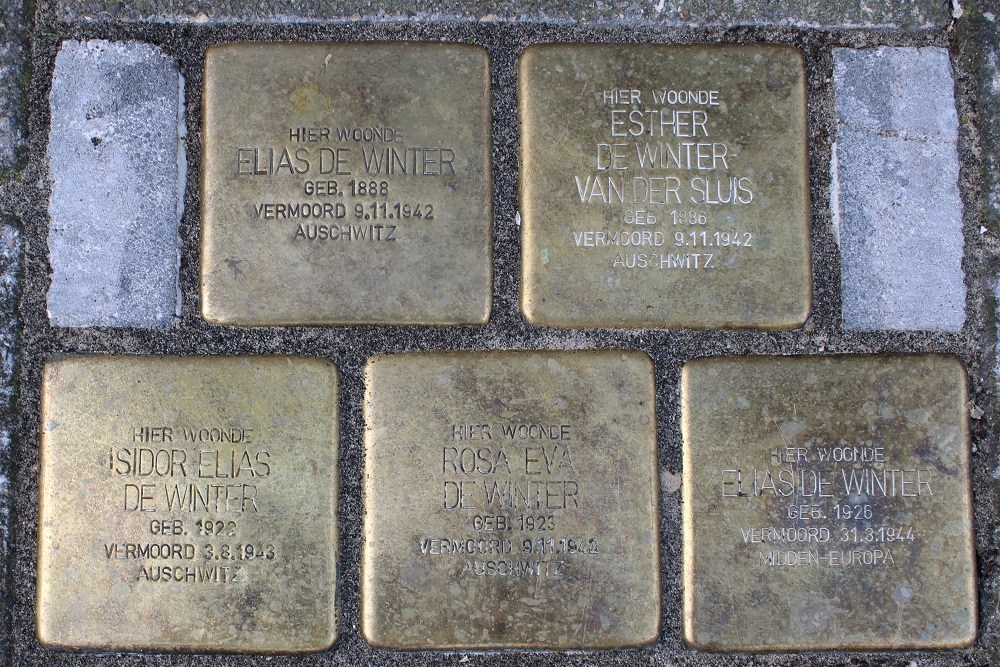 HIER WOONDE
ELIAS DE WINTER
GEB. 1888
VERMOORD 9.11.1942
AUSCHWITZ
HIER WOONDE
ESTHER
DE WINTER-
VAN DER SLUIS
GEB. 1886
VERMOORD 9.11.1942
AUSCHWITZ
HIER WOONDE
ISIDOR ELIAS
DE WINTER
GEB. 1922
VERMOORD 3.8.1943
AUSCHWITZ
HIER WOONDE
ROSA EVA
DE WINTER
GEB. 1923
VERMOORD 9.11.1942
AUSCHWITZ
HIER WOONDE
ELIAS DE WINTER
GEB. 1926
VERMOORD 31.3.1944
MIDDEN-EUROPA